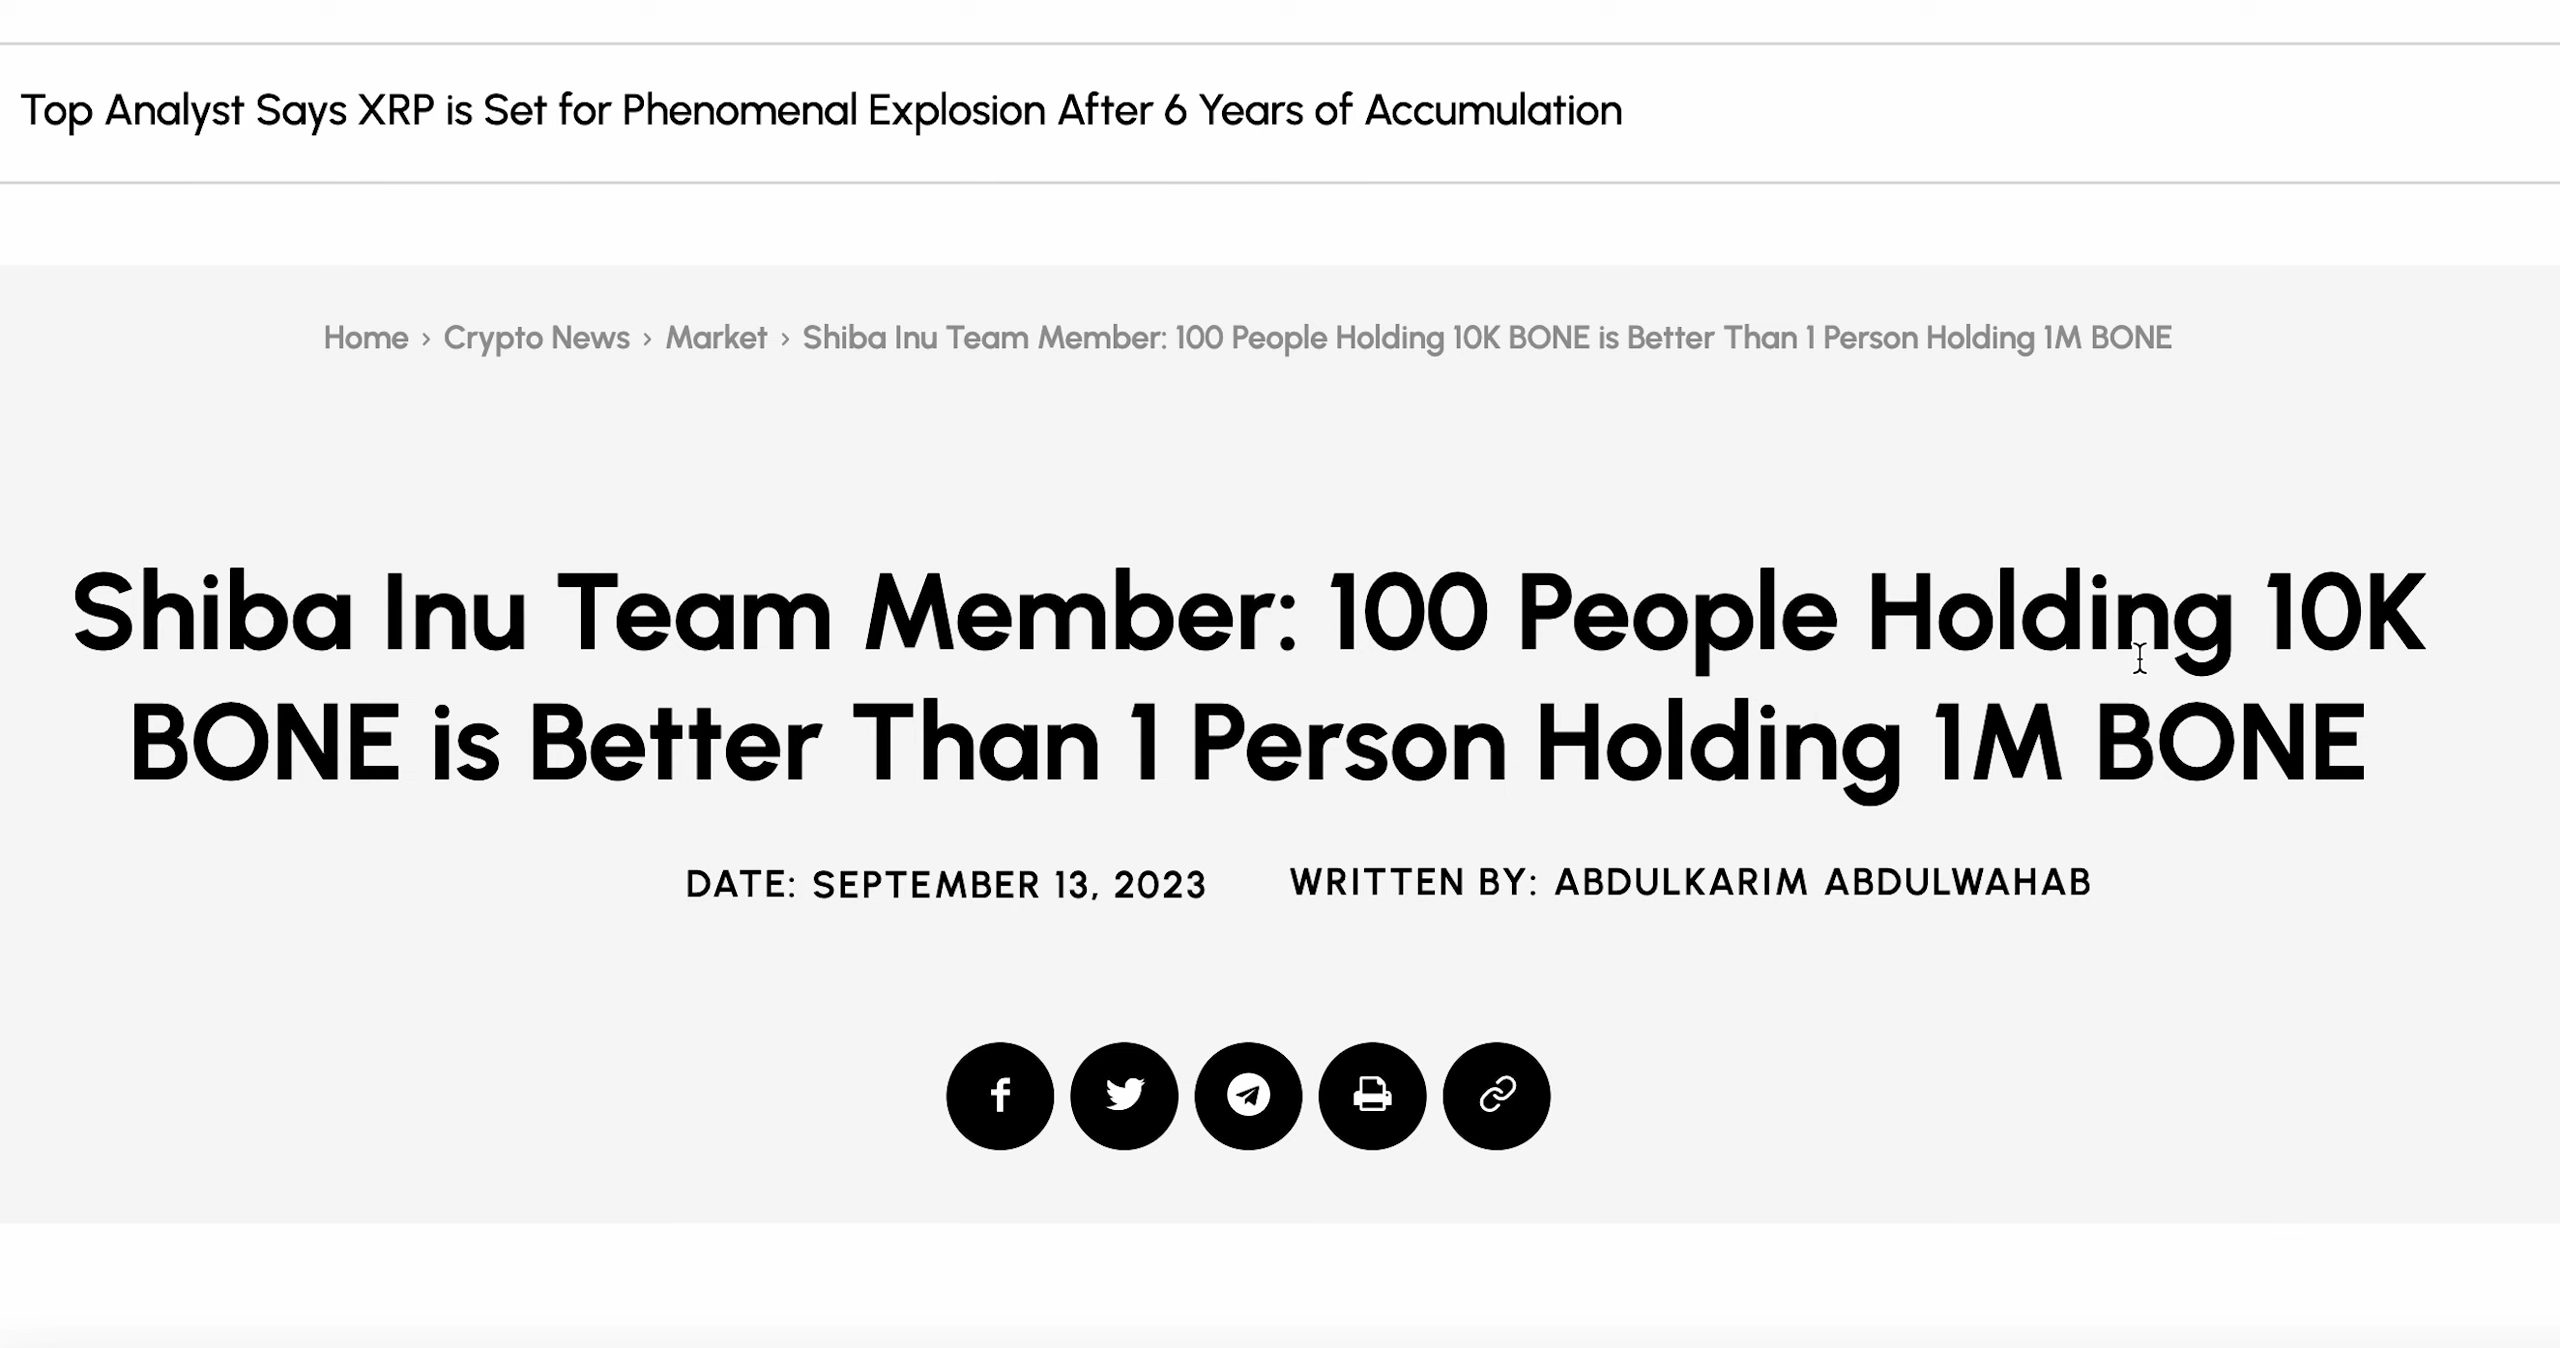 Top Analyst Says XRP is Set for Phenomenal Explosion After 6 Years of Accumulation
Home › Crypto News › Market › Shiba Inu Team Member: 100 People Holding 10K BONE is Better Than 1 Person Holding 1M BONE
Shiba Inu Team Member: 100 People Holding 10K
BONE is Better Than 1 Person Holding 1M BONE
DATE: SEPTEMBER 13, 2023 WRITTEN BY: ABDULKARIM ABDULWAHAB